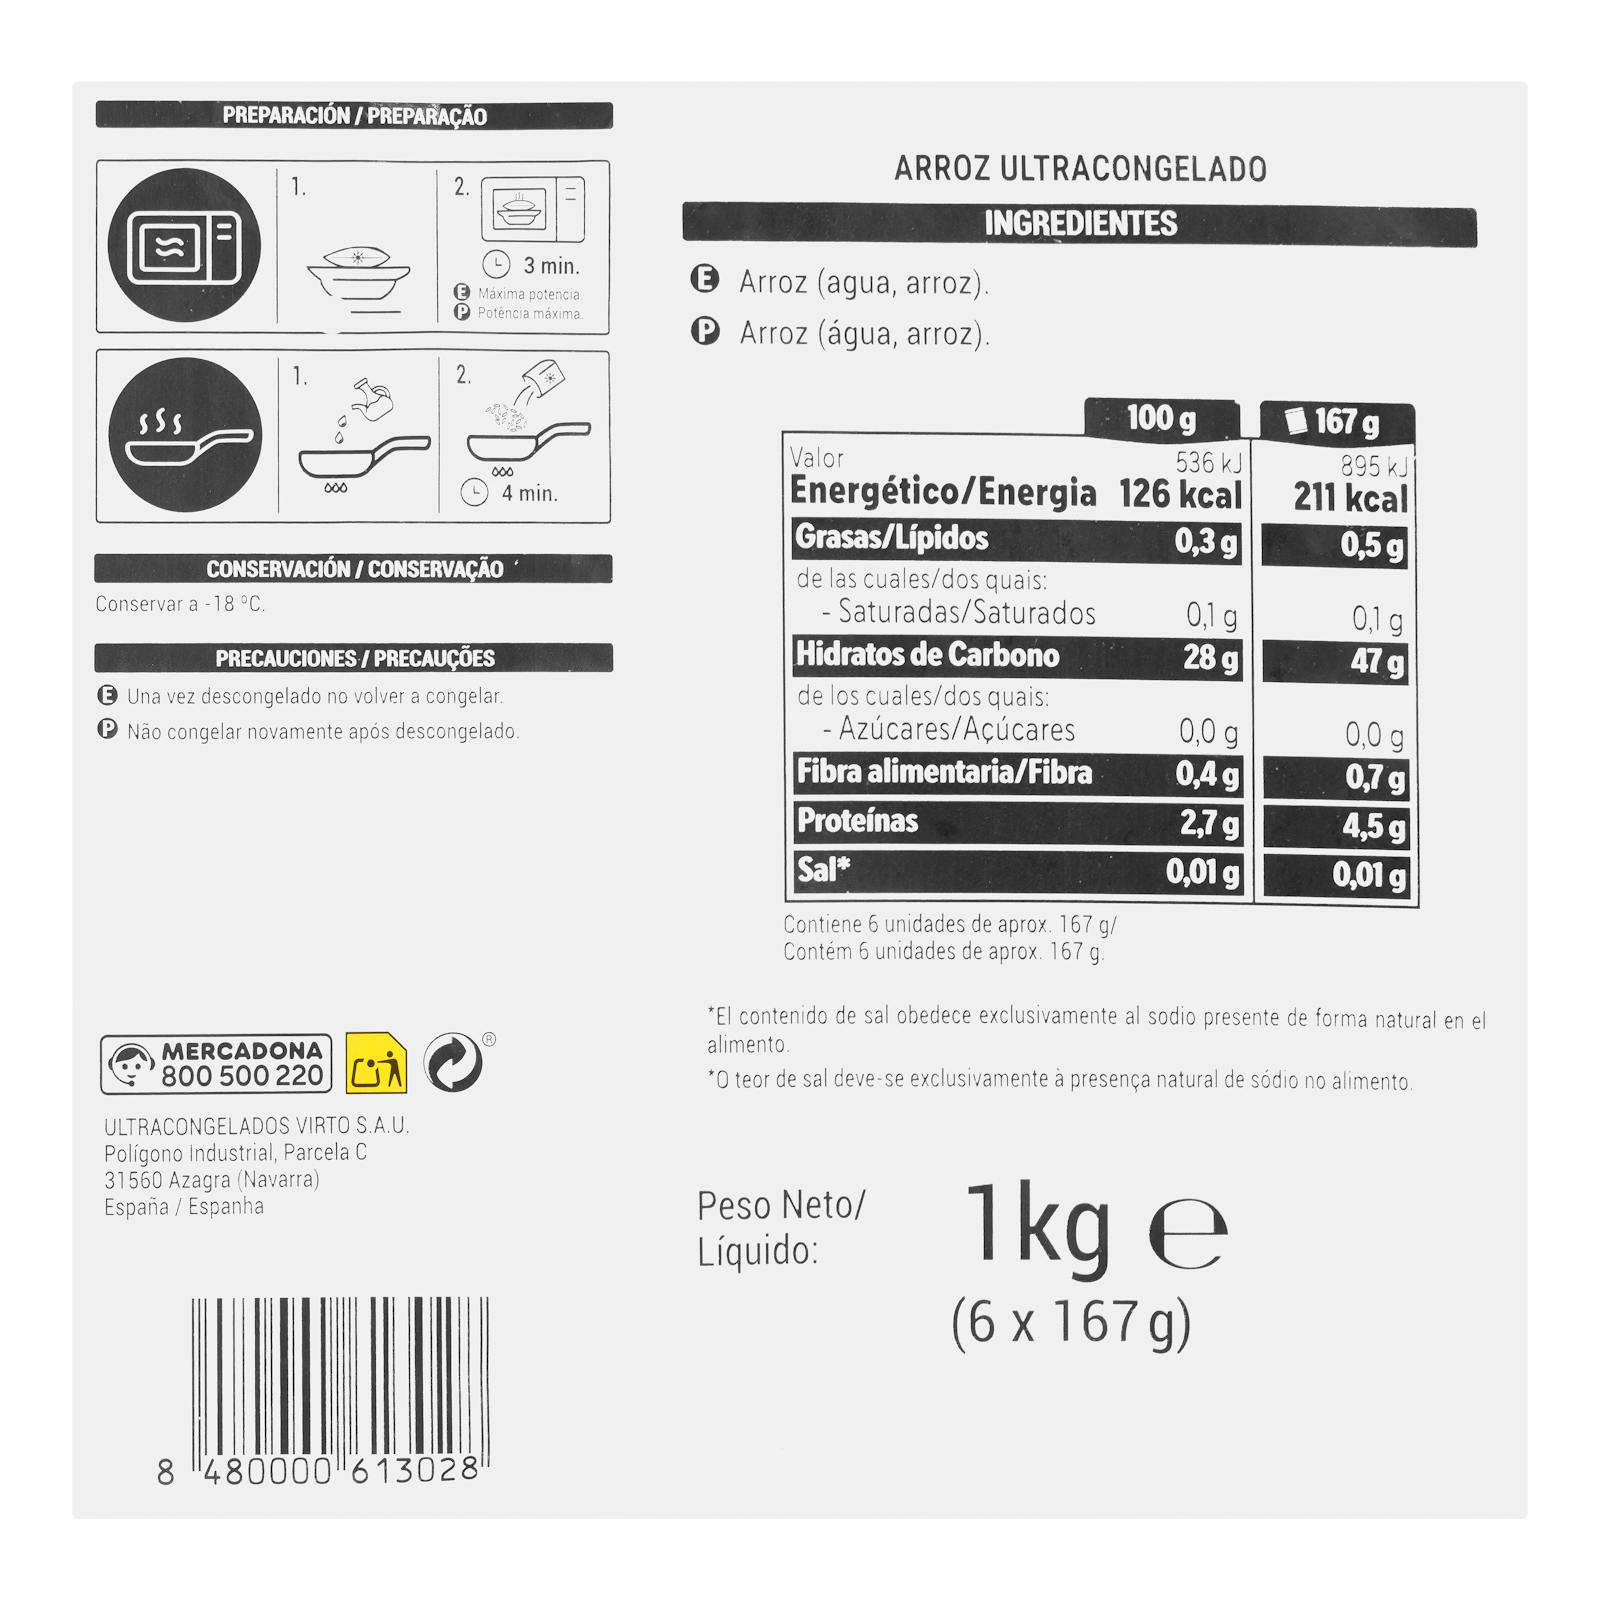 PREPARACIÓN / PREPARAÇÃO
1.
2.
3 min.
E Máxima potencia.
P Potência máxima.
1.
2.
4 min.
CONSERVACIÓN / CONSERVAÇÃO
Conservar a -18 ºC.
PRECAUCIONES / PRECAUÇÕES
E Una vez descongelado no volver a congelar.
P Não congelar novamente após descongelado.
MERCADONA
800 500 220
®
ULTRACONGELADOS VIRTO S.A.U.
Polígono Industrial, Parcela C
31560 Azagra (Navarra)
España / Espanha
8 480000 613028
ARROZ ULTRACONGELADO
INGREDIENTES
E Arroz (agua, arroz).
P Arroz (água, arroz).
100 g 167 g
Valor 536 kJ 895 kJ
Energético/Energia 126 kcal 211 kcal
Grasas/Lípidos 0,3 g 0,5 g
de las cuales/dos quais:
- Saturadas/Saturados 0,1 g 0,1 g
Hidratos de Carbono 28 g 47 g
de los cuales/dos quais:
- Azúcares/Açúcares 0,0 g 0,0 g
Fibra alimentaria/Fibra 0,4 g 0,7 g
Proteínas 2,7 g 4,5 g
Sal* 0,01 g 0,01 g
Contiene 6 unidades de aprox. 167 g/
Contém 6 unidades de aprox. 167 g.
*El contenido de sal obedece exclusivamente al sodio presente de forma natural en el
alimento.
*O teor de sal deve-se exclusivamente à presença natural de sódio no alimento.
Peso Neto/
Líquido:
1kg e
(6 x 167 g)